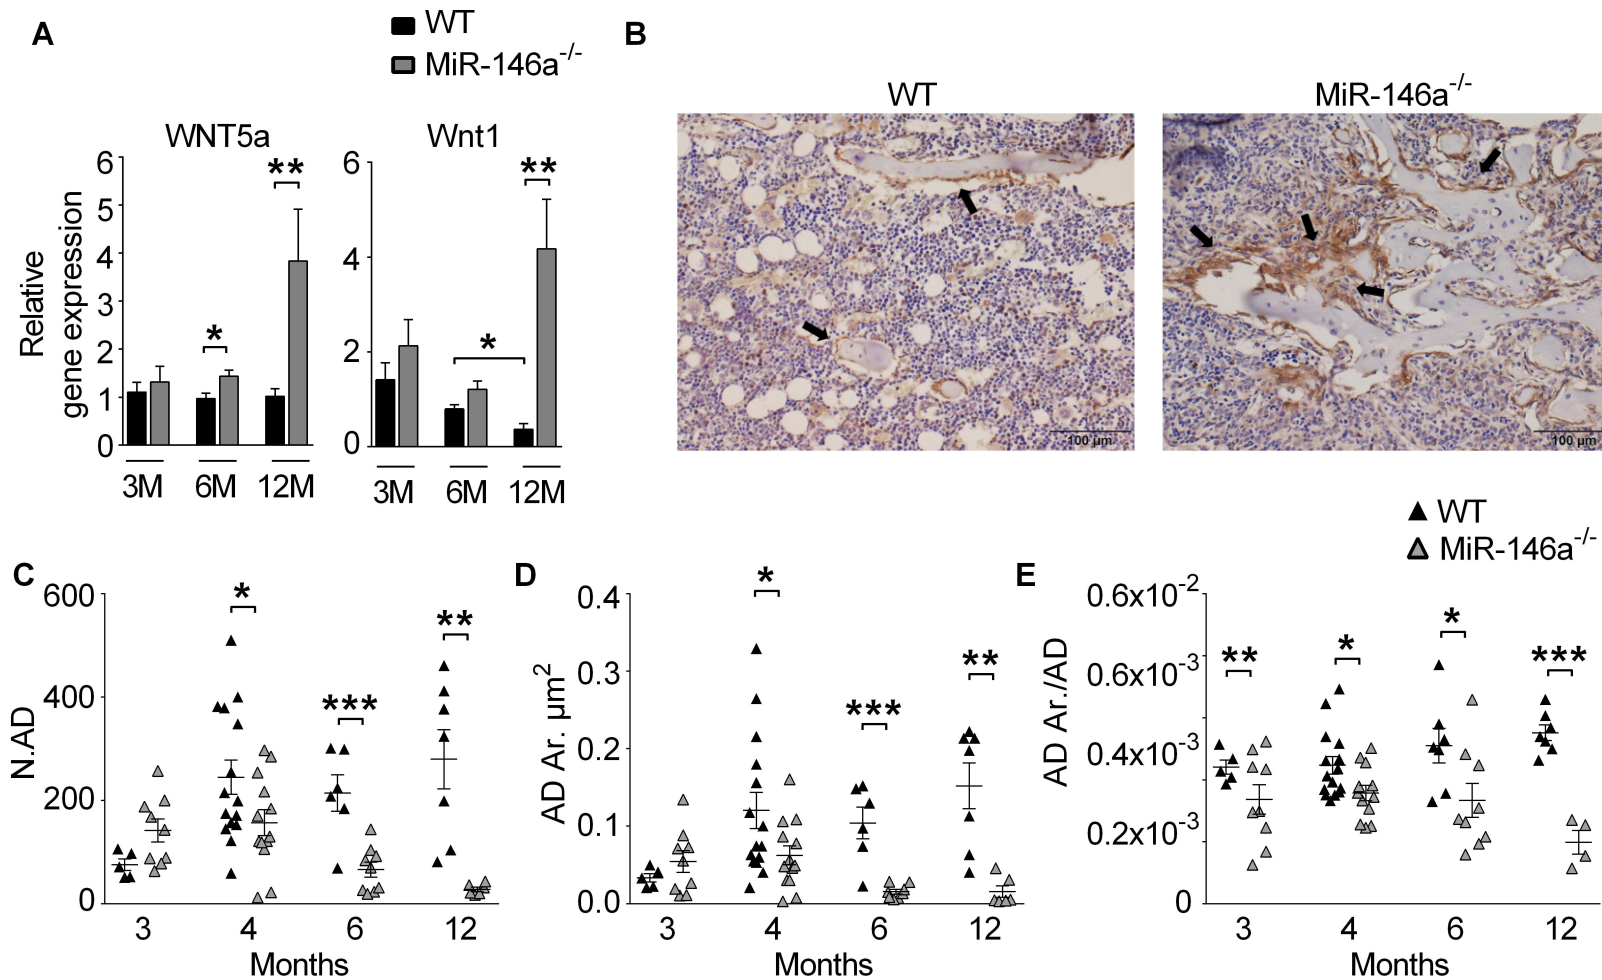 A
WT
MiR-146a-/-
WNT5a
Wnt1
Relative
gene expression
6
5
4
3
2
1
0
*
**
3M
6M
12M
6
4
2
0
*
**
3M
6M
12M
B
WT
MiR-146a-/-
100 µm
100 µm
WT
MiR-146a-/-
C
N.AD
600
400
200
0
*
***
**
3
4
6
12
Months
D
AD Ar. µm2
0.4
0.3
0.2
0.1
0.0
*
***
**
3
4
6
12
Months
E
AD Ar./AD
0.6x10-2
0.6x10-3
0.4x10-3
0.2x10-3
0
**
*
*
***
3
4
6
12
Months